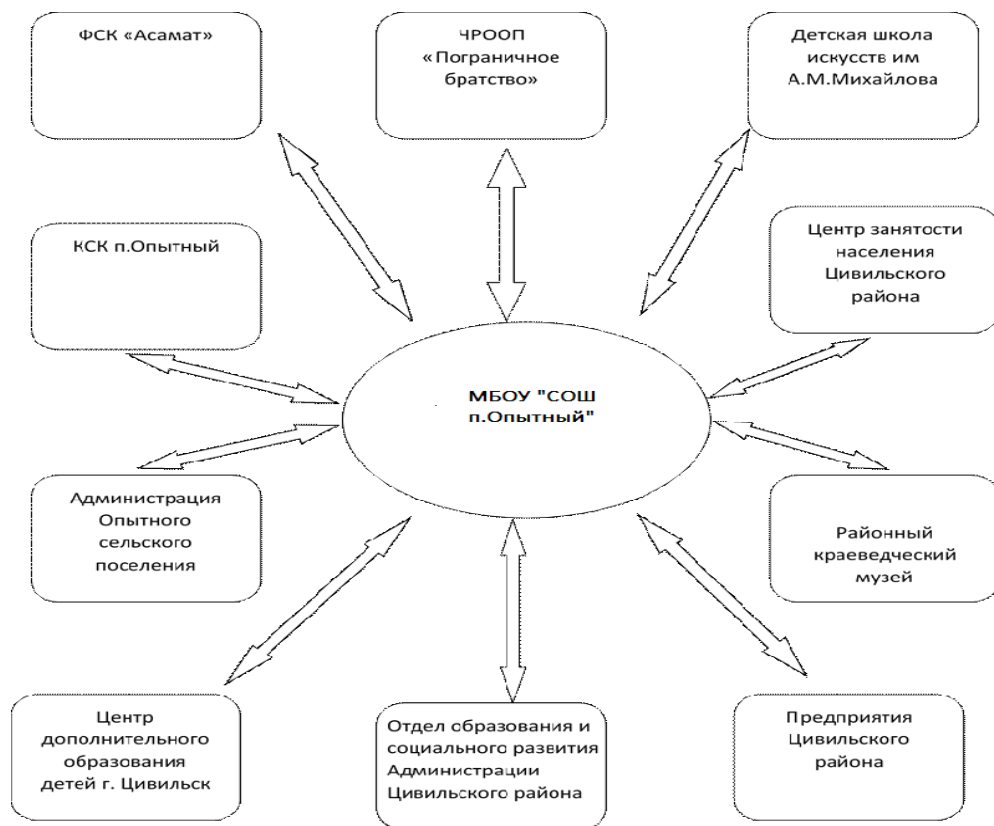 ФСК «Асамат»
ЧРООП
«Пограничное
братство»
Детская школа
искусств им
А.М.Михайлова
КСК п.Опытный
Центр занятости
населения
Цивильского
района
МБОУ "СОШ
п.Опытный"
Администрация
Опытного
сельского
поселения
Районный
краеведческий
музей
Центр
дополнительного
образования
детей г. Цивильск
Отдел образования и
социального развития
Администрации
Цивильского района
Предприятия
Цивильского
района